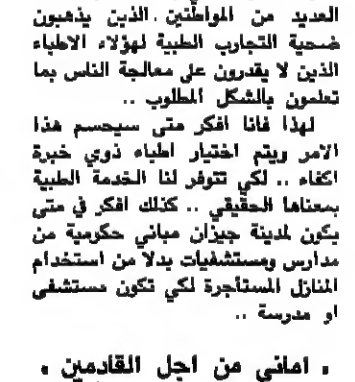 العديد من المواطنين . الذين يذهبون
ضحية التجارب الطبية لهؤلاء الاطباء
الذين لا يقدرون على معالجة الناس بما
تعلمون بالشكل المطلوب ..
لهذا فانا افكر متى سيحسم هذا
الامر ويتم اختيار اطباء ذوي خبرة
اكفاء .. لكي تتوفر لنا الخدمة الطبية
بمعناها الحقيقي .. كذلك افكر في متى
يكون لمدينة جيزان مباني حكومية من
مدارس ومستشفيات بدلا من استخدام
المنازل المستأجرة لكي تكون مستشفى
او مدرسة ..
• اماني من اجل القادمين •